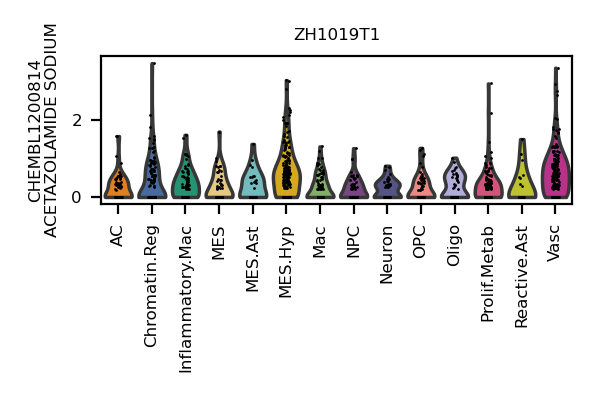 ZH1019T1
CHEMBL1200814
ACETAZOLAMIDE SODIUM
2
0
AC
Chromatin.Reg
Inflammatory.Mac
MES
MES.Ast
MES.Hyp
Mac
NPC
Neuron
OPC
Oligo
Prolif.Metab
Reactive.Ast
Vasc